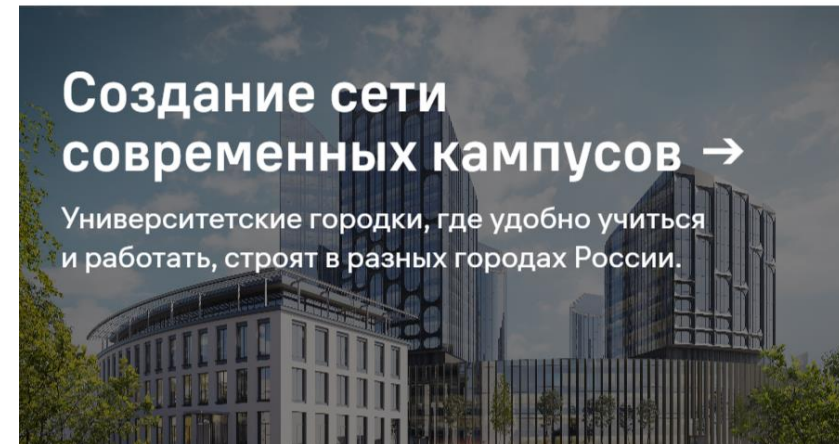 Создание сети
современных кампусов →
Университетские городки, где удобно учиться
и работать, строят в разных городах России.